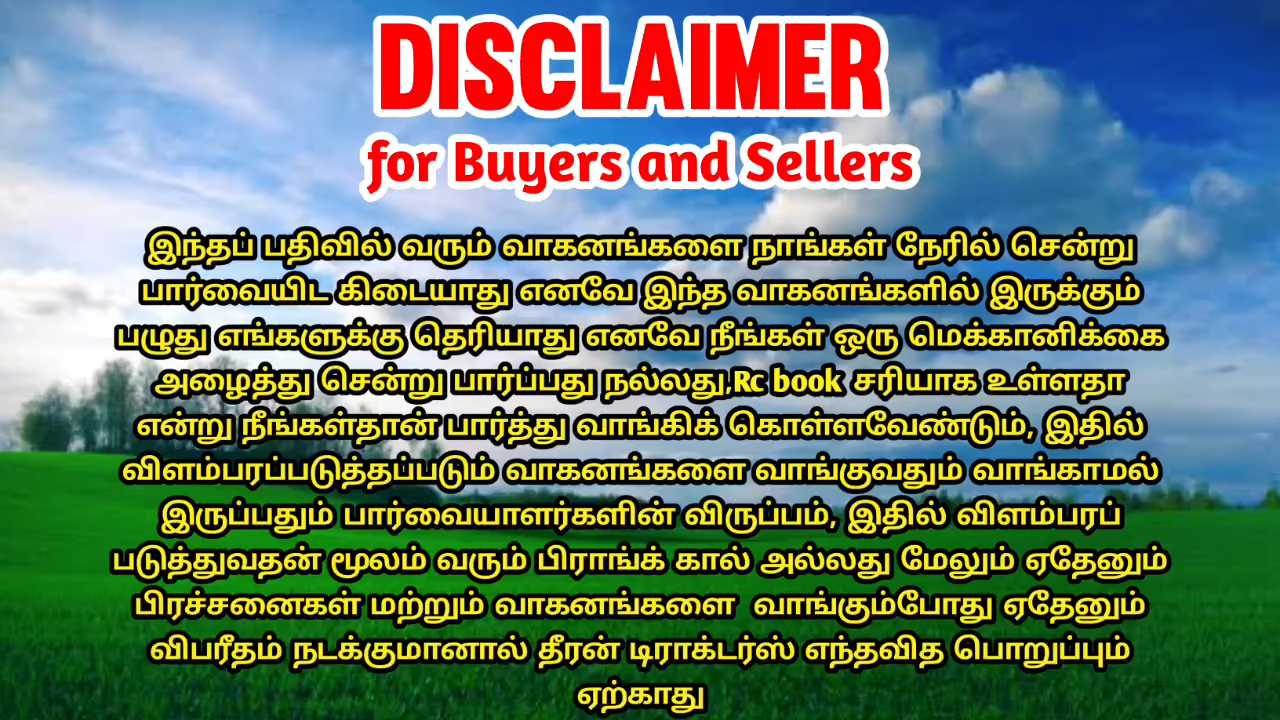 DISCLAIMER
for Buyers and Sellers
இந்தப் பதிவில் வரும் வாகனங்களை நாங்கள் நேரில் சென்று
பார்வையிட கிடையாது எனவே இந்த வாகனங்களில் இருக்கும்
பழுது எங்களுக்கு தெரியாது எனவே நீங்கள் ஒரு மெக்கானிக்கை
அழைத்து சென்று பார்ப்பது நல்லது,Rc book சரியாக உள்ளதா
என்று நீங்கள்தான் பார்த்து வாங்கிக் கொள்ளவேண்டும், இதில்
விளம்பரப்படுத்தப்படும் வாகனங்களை வாங்குவதும் வாங்காமல்
இருப்பதும் பார்வையாளர்களின் விருப்பம், இதில் விளம்பரப்
படுத்துவதன் மூலம் வரும் பிராங்க் கால் அல்லது மேலும் ஏதேனும்
பிரச்சனைகள் மற்றும் வாகனங்களை வாங்கும்போது ஏதேனும்
விபரீதம் நடக்குமானால் தீரன் டிராக்டர்ஸ் எந்தவித பொறுப்பும்
ஏற்காது